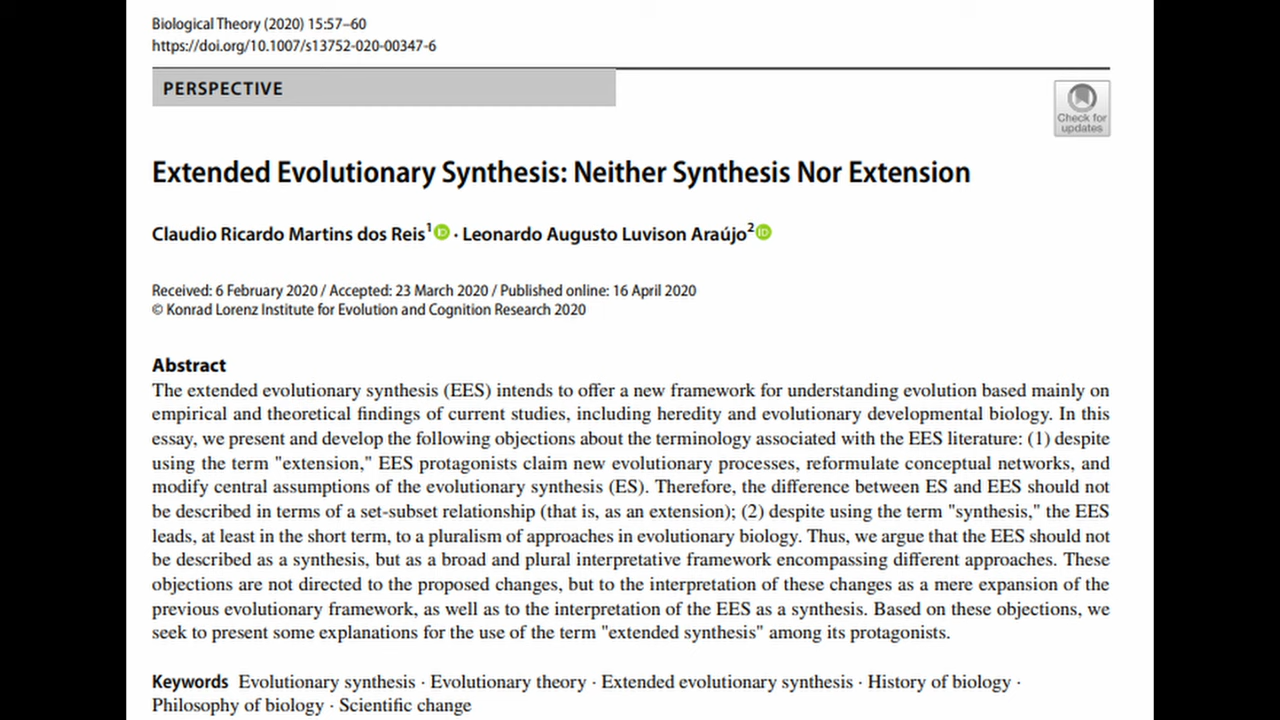 Biological Theory (2020) 15:57–60
https://doi.org/10.1007/s13752-020-00347-6
PERSPECTIVE
Check for
updates
Extended Evolutionary Synthesis: Neither Synthesis Nor Extension
Claudio Ricardo Martins dos Reis1 iD · Leonardo Augusto Luvison Araújo2 iD
Received: 6 February 2020 / Accepted: 23 March 2020 / Published online: 16 April 2020
© Konrad Lorenz Institute for Evolution and Cognition Research 2020
Abstract
The extended evolutionary synthesis (EES) intends to offer a new framework for understanding evolution based mainly on
empirical and theoretical findings of current studies, including heredity and evolutionary developmental biology. In this
essay, we present and develop the following objections about the terminology associated with the EES literature: (1) despite
using the term "extension," EES protagonists claim new evolutionary processes, reformulate conceptual networks, and
modify central assumptions of the evolutionary synthesis (ES). Therefore, the difference between ES and EES should not
be described in terms of a set-subset relationship (that is, as an extension); (2) despite using the term "synthesis," the EES
leads, at least in the short term, to a pluralism of approaches in evolutionary biology. Thus, we argue that the EES should not
be described as a synthesis, but as a broad and plural interpretative framework encompassing different approaches. These
objections are not directed to the proposed changes, but to the interpretation of these changes as a mere expansion of the
previous evolutionary framework, as well as to the interpretation of the EES as a synthesis. Based on these objections, we
seek to present some explanations for the use of the term "extended synthesis" among its protagonists.
Keywords Evolutionary synthesis · Evolutionary theory · Extended evolutionary synthesis · History of biology ·
Philosophy of biology · Scientific change